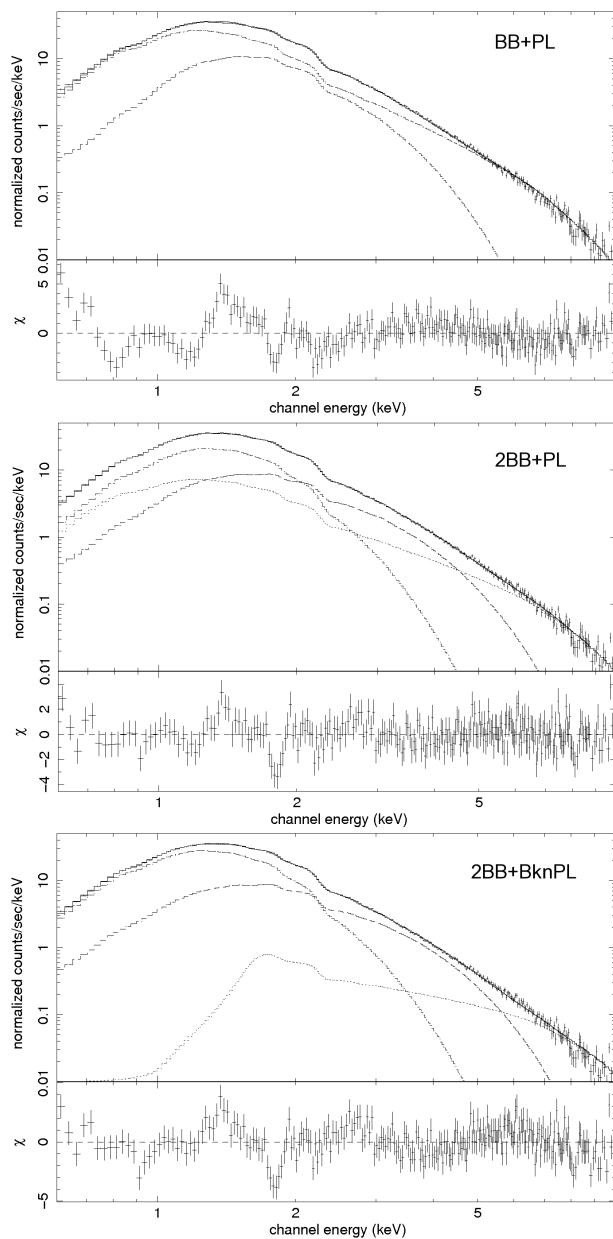 BB+PL
normalized counts/sec/keV
10
1
0.1
0.01
χ
5
0
1
2
5
channel energy (keV)
2BB+PL
normalized counts/sec/keV
10
1
0.1
0.01
χ
2
0
−2
−4
1
2
5
channel energy (keV)
2BB+BknPL
normalized counts/sec/keV
10
1
0.1
0.01
χ
0
−5
1
2
5
channel energy (keV)